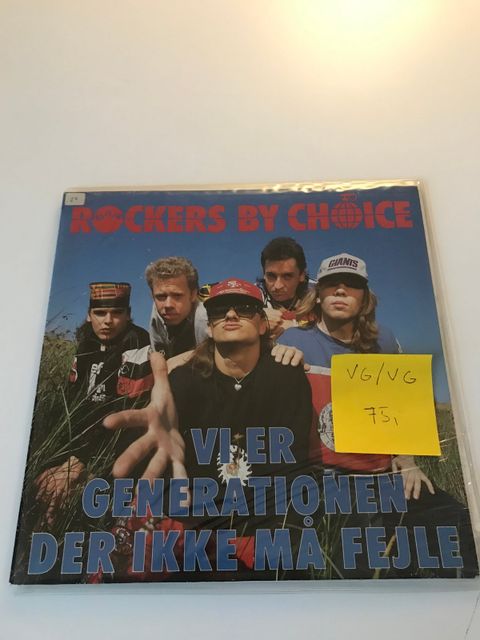 ROCKERS BY CHOICE
GIANTS
VG/VG
75,
VI ER
GENERATIONEN
DER IKKE MÅ FEJLE